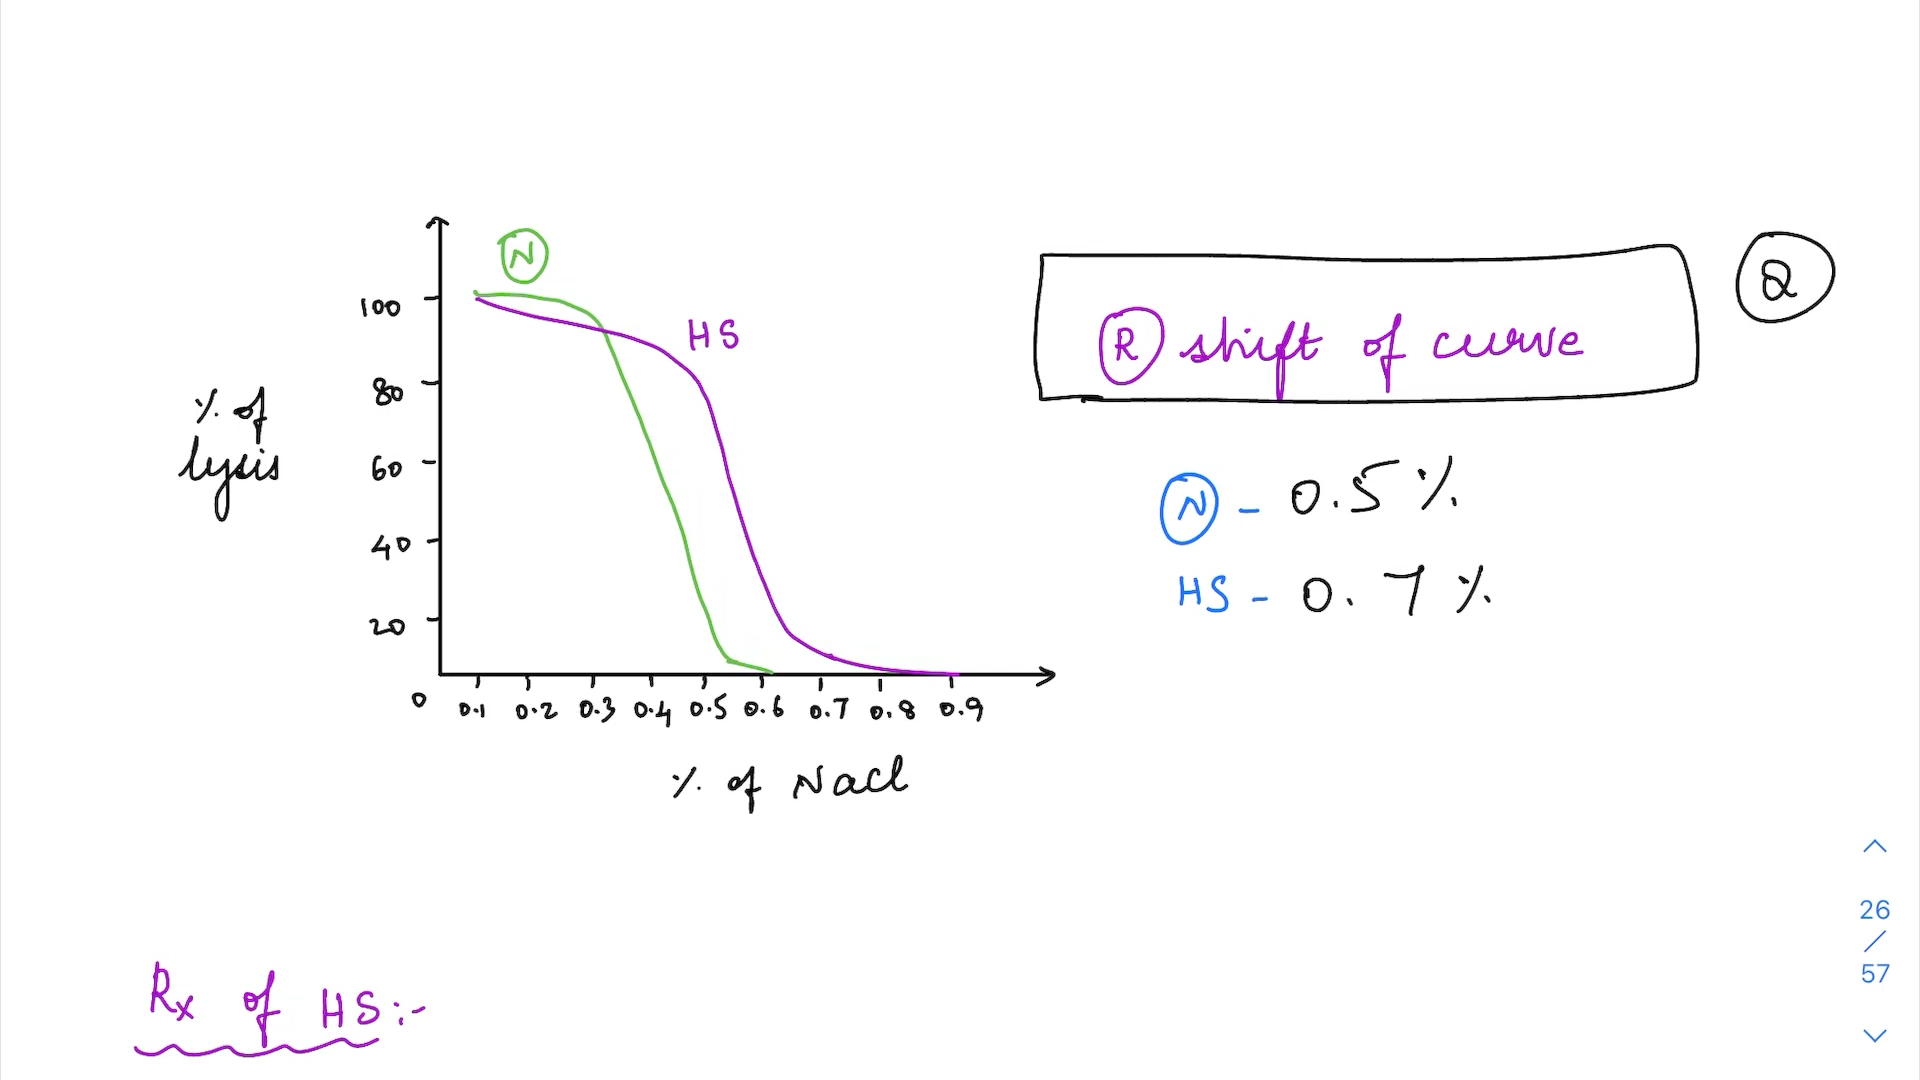 N
HS
100
80
60
40
20
% of
lysis
0 0.1 0.2 0.3 0.4 0.5 0.6 0.7 0.8 0.9
% of Nacl
R shift of curve
Q
N - 0.5 %
HS - 0.7 %
Rx of HS:-
26
/
57